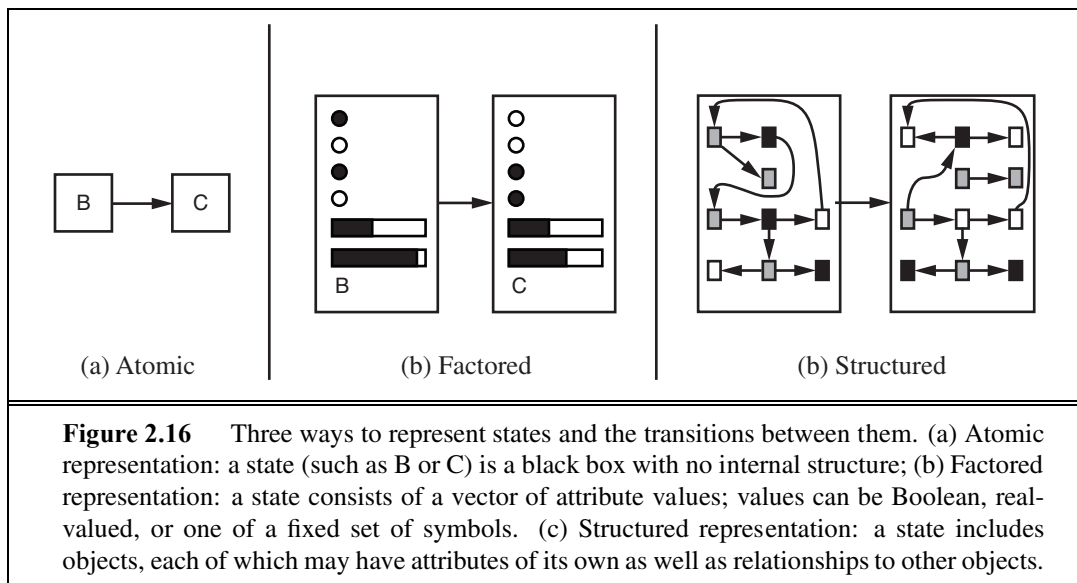 B
C
B
C
(a) Atomic
(b) Factored
(b) Structured
Figure 2.16 Three ways to represent states and the transitions between them. (a) Atomic
representation: a state (such as B or C) is a black box with no internal structure; (b) Factored
representation: a state consists of a vector of attribute values; values can be Boolean, real-
valued, or one of a fixed set of symbols. (c) Structured representation: a state includes
objects, each of which may have attributes of its own as well as relationships to other objects.